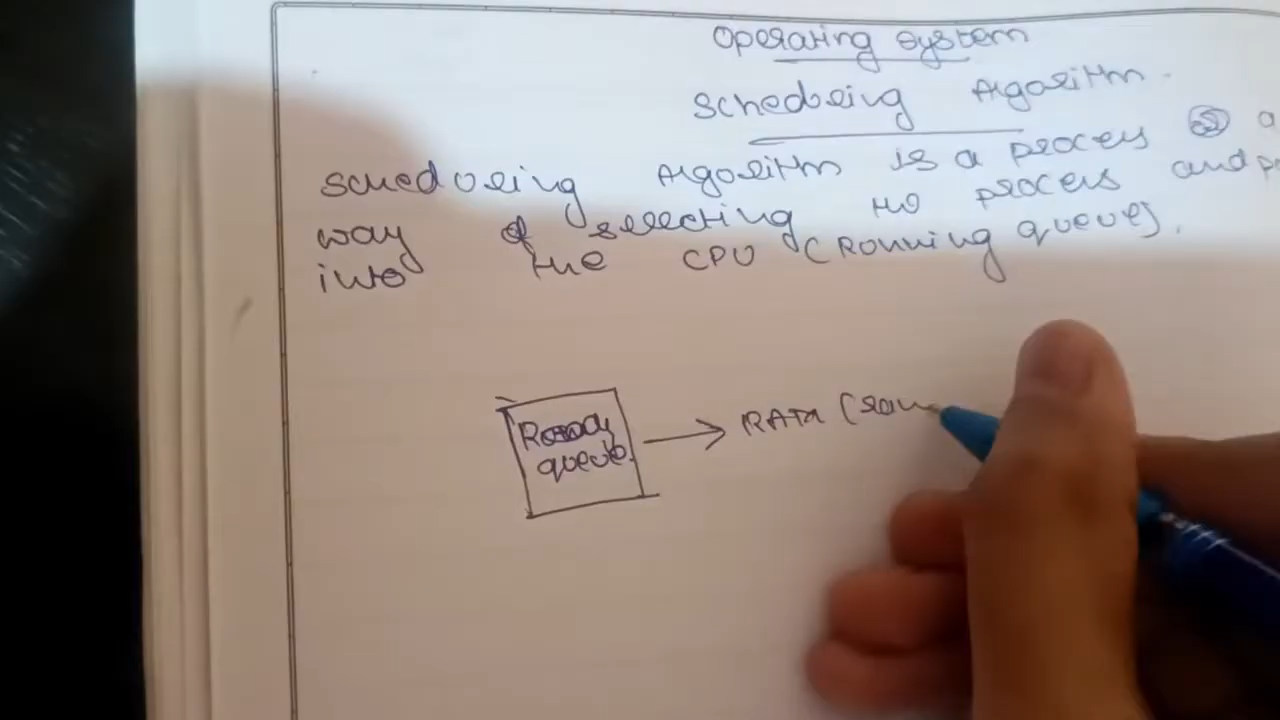 Operating System
Scheduling Algorithm.
Scheduling Algorithm is a process a
way of selecting the process and
into the CPU (Running queue).
Ready
queue.
RAM (